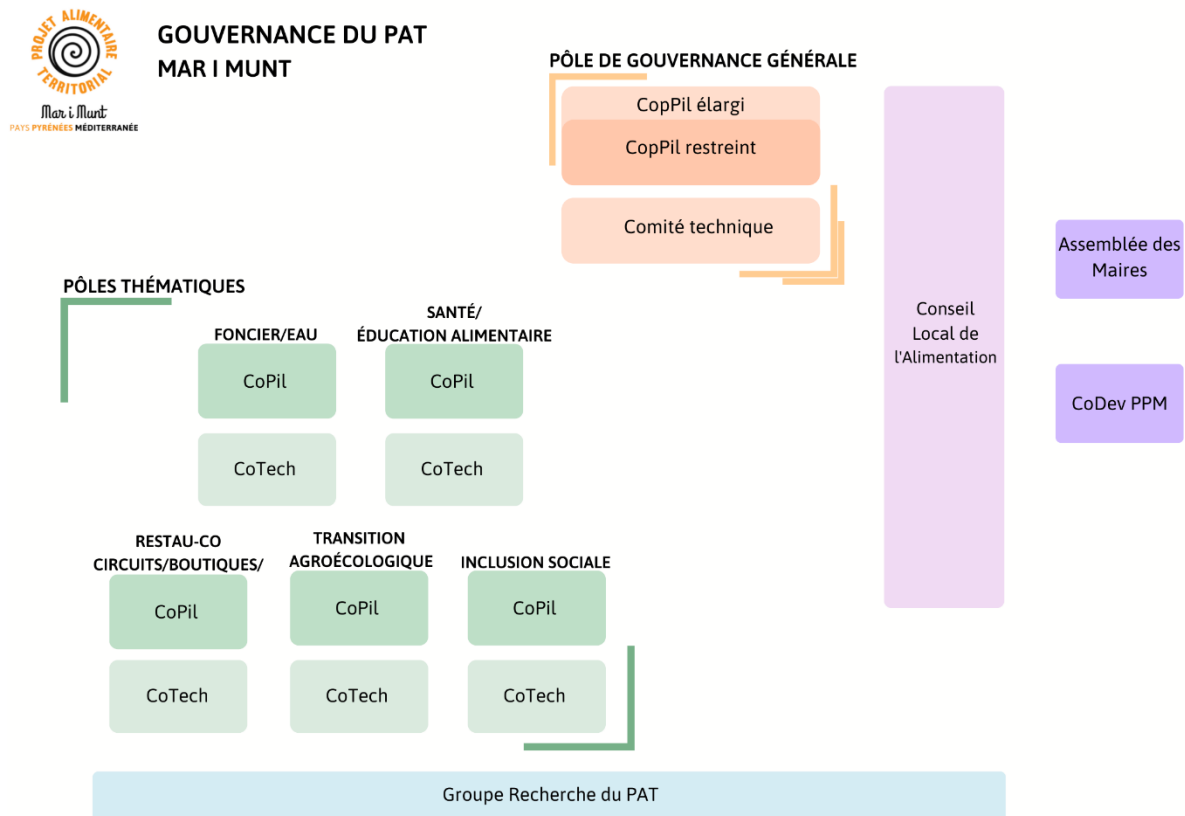 PROJET ALIMENTAIRE
TERRITORIAL
Mar i Munt
PAYS PYRÉNÉES MÉDITERRANÉE
GOUVERNANCE DU PAT
MAR I MUNT
PÔLE DE GOUVERNANCE GÉNÉRALE
CopPil élargi
CopPil restreint
Comité technique
Conseil
Local de
l'Alimentation
Assemblée des
Maires
CoDev PPM
PÔLES THÉMATIQUES
FONCIER/EAU
CoPil
CoTech
SANTÉ/
ÉDUCATION ALIMENTAIRE
CoPil
CoTech
RESTAU-CO
CIRCUITS/BOUTIQUES/
CoPil
CoTech
TRANSITION
AGROÉCOLOGIQUE
CoPil
CoTech
INCLUSION SOCIALE
CoPil
CoTech
Groupe Recherche du PAT